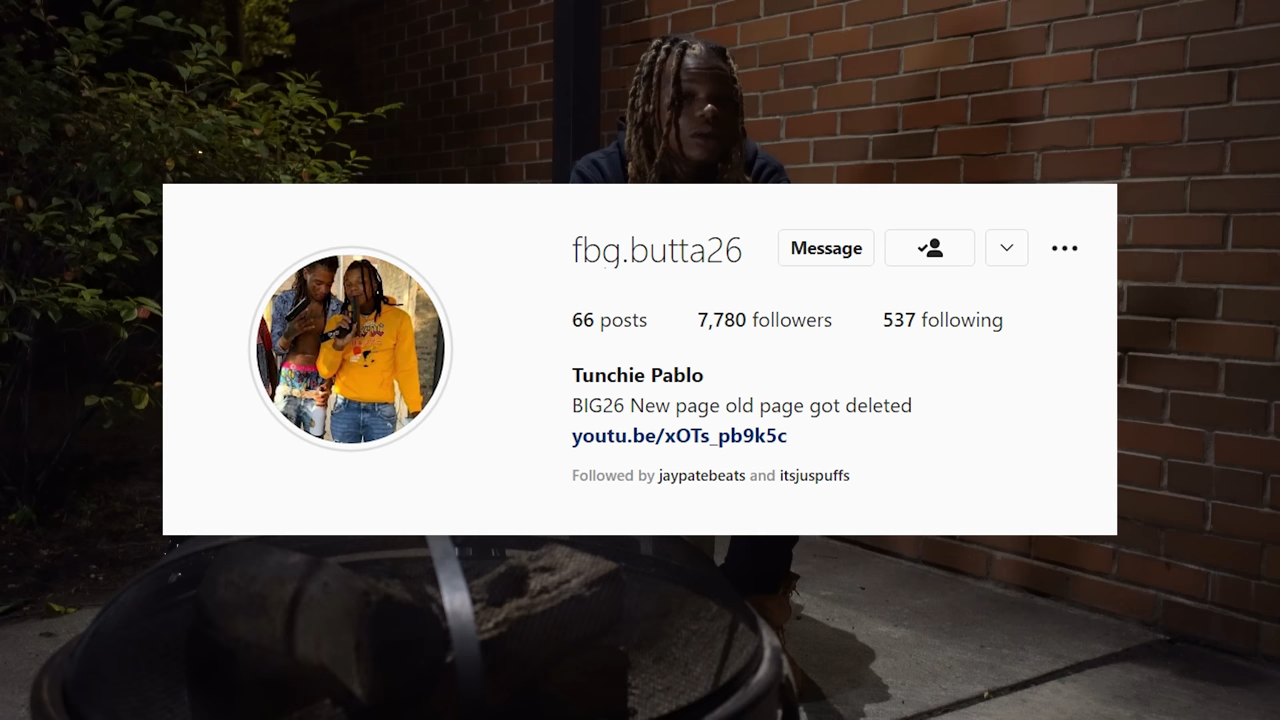 fbg.butta26 Message
66 posts 7,780 followers 537 following
Tunchie Pablo
BIG26 New page old page got deleted
youtu.be/xOTs_pb9k5c
Followed by jaypatebeats and itsjuspuffs